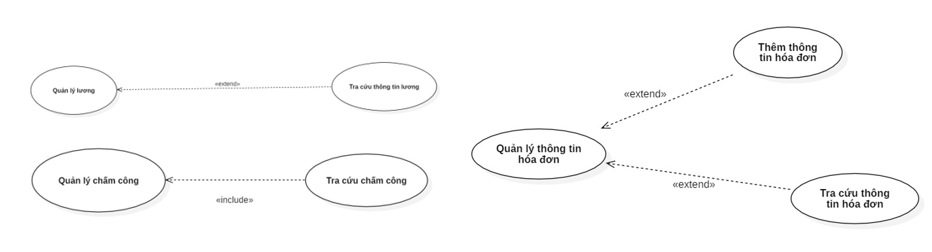 Quản lý lương
«extend»
Tra cứu thông tin lương
Quản lý chấm công
«include»
Tra cứu chấm công
Thêm thông
tin hóa đơn
«extend»
Quản lý thông tin
hóa đơn
«extend»
Tra cứu thông
tin hóa đơn